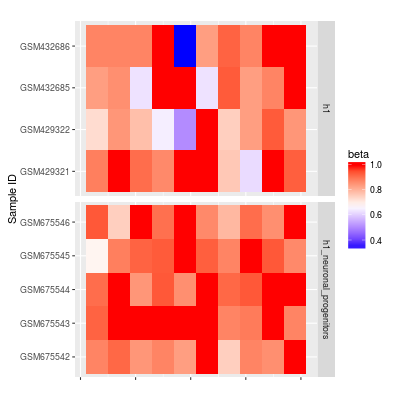 GSM432686
GSM432685
GSM429322
GSM429321
h1
GSM675546
GSM675545
GSM675544
GSM675543
GSM675542
h1_neuronal_progenitors
Sample ID
beta
1.0
0.8
0.6
0.4